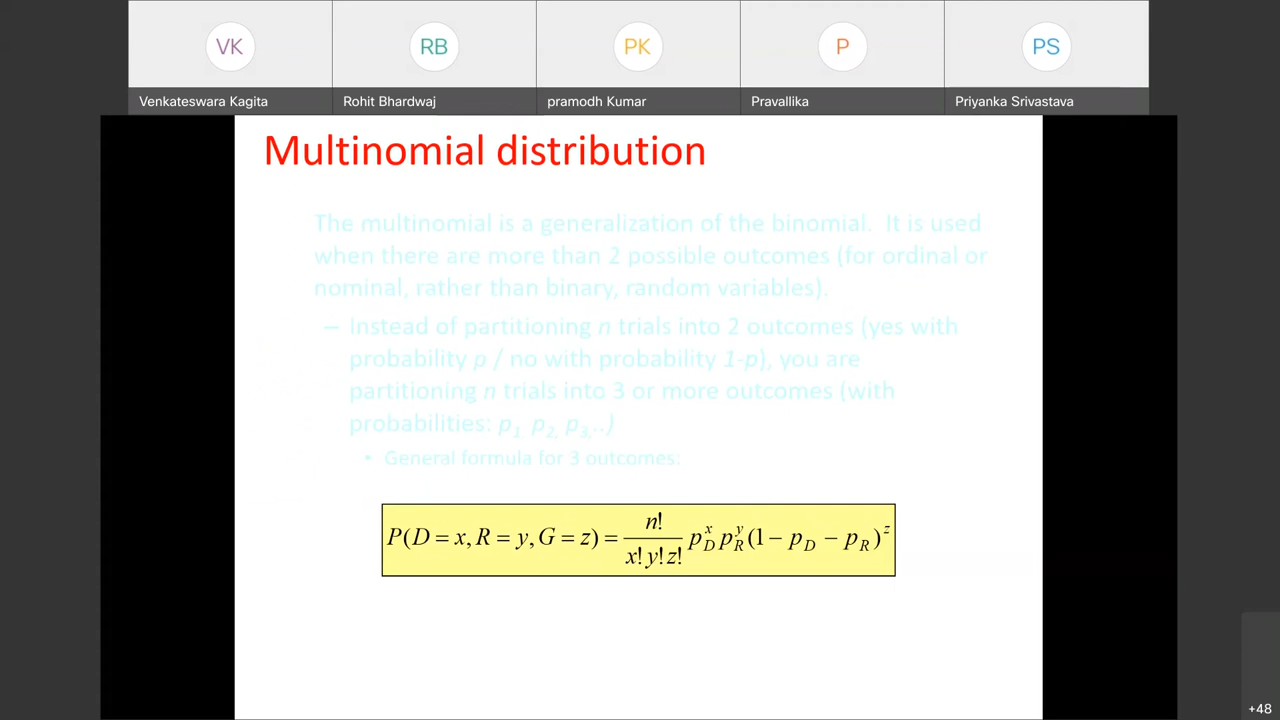 VK RB PK P PS
Venkateswara Kagita Rohit Bhardwaj pramodh Kumar Pravallika Priyanka Srivastava
Multinomial distribution
The multinomial is a generalization of the binomial. It is used
when there are more than 2 possible outcomes (for ordinal or
nominal, rather than binary, random variables).
– Instead of partitioning n trials into 2 outcomes (yes with
probability p / no with probability 1-p), you are
partitioning n trials into 3 or more outcomes (with
probabilities: p₁ p₂, p₃,..)
• General formula for 3 outcomes:
P(D = x, R = y, G = z) = n!/(x! y! z!) p_D^x p_R^y (1 − p_D − p_R)^z
+48